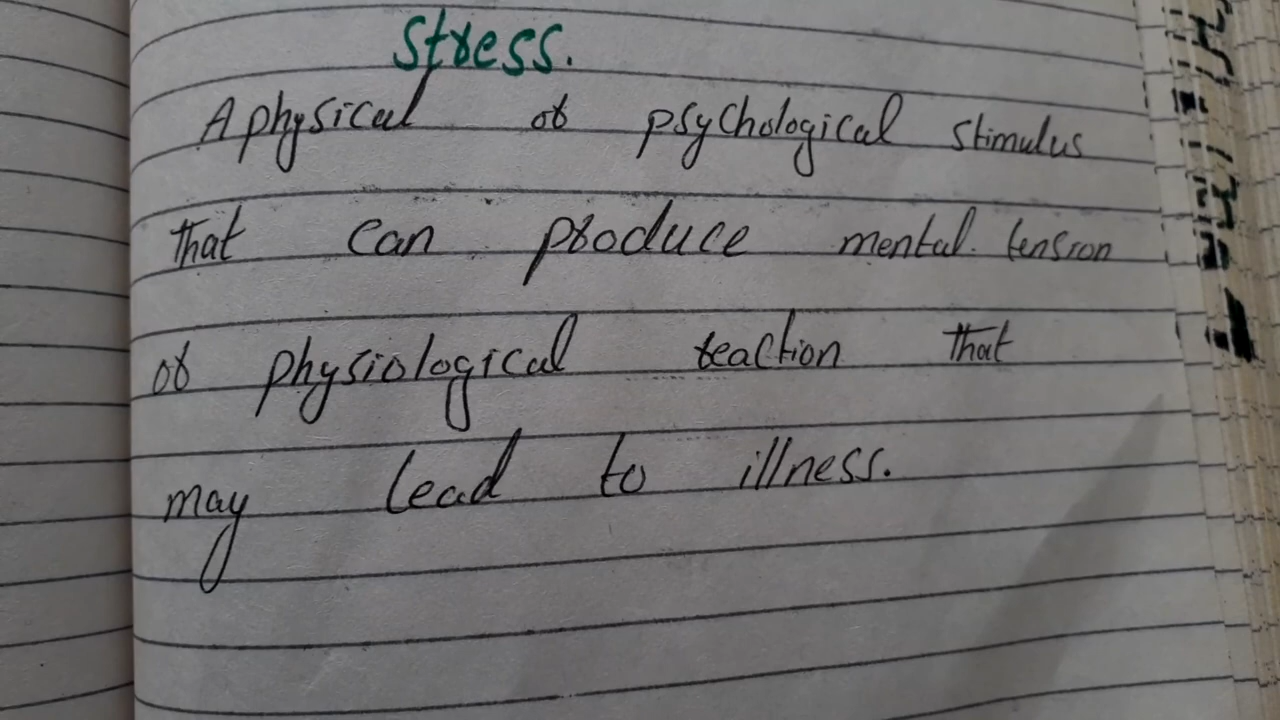 Stress.
A physical or psychological stimulus
that can produce mental tension
or physiological reaction that
may lead to illness.